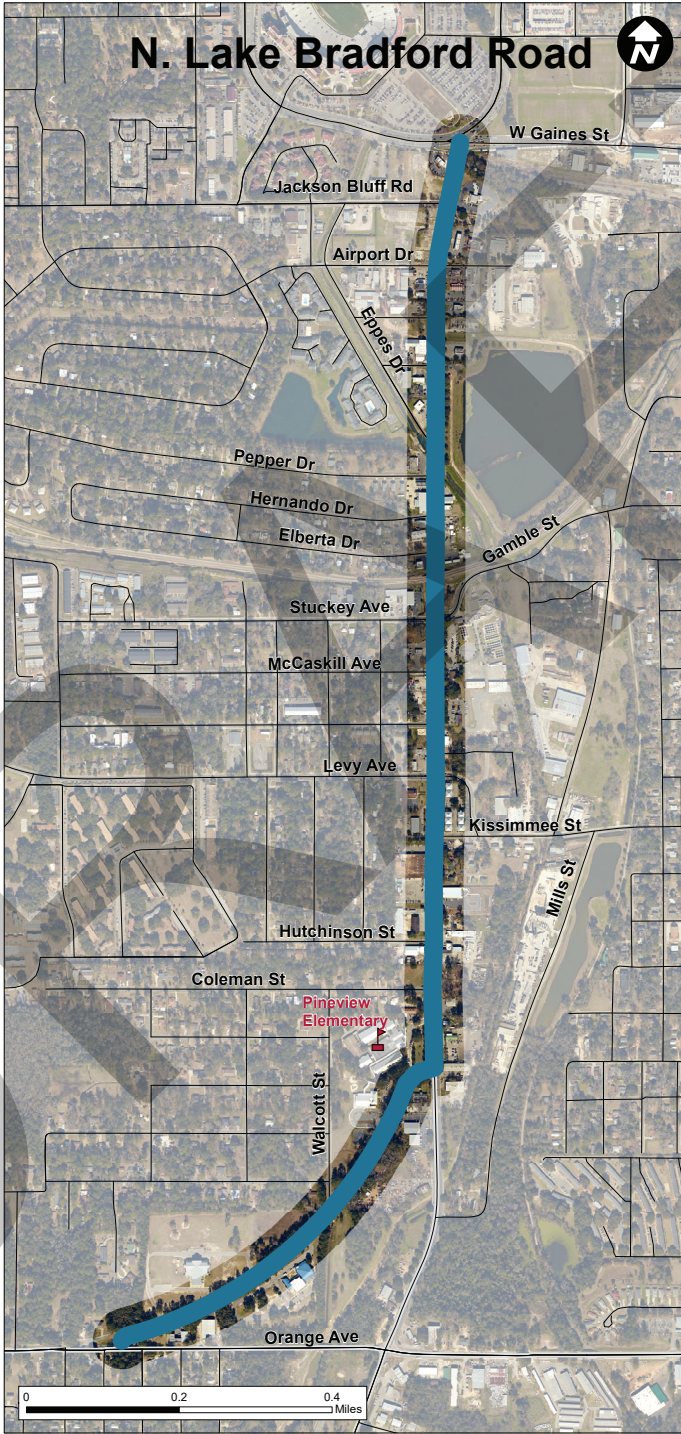 N. Lake Bradford Road
N
W Gaines St
Jackson Bluff Rd
Airport Dr
Eppes Dr
Pepper Dr
Hernando Dr
Elberta Dr
Gamble St
Stuckey Ave
McCaskill Ave
Levy Ave
Kissimmee St
Mills St
Hutchinson St
Coleman St
Pineview
Elementary
Walcott St
Orange Ave
0 0.2 0.4
Miles
DRAFT